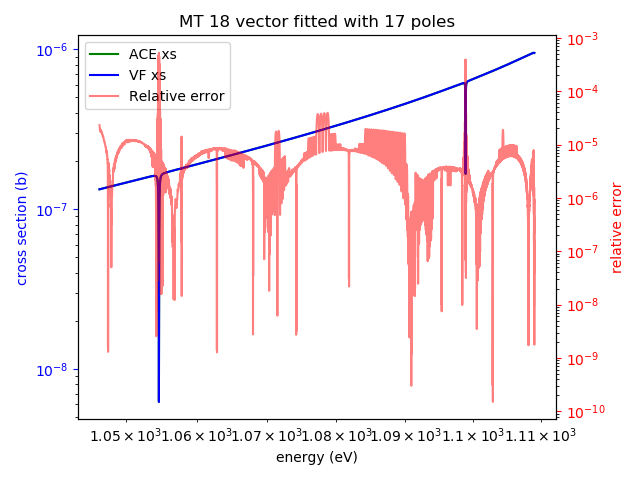 MT 18 vector fitted with 17 poles
ACE xs
VF xs
Relative error
cross section (b)
10⁻⁶
10⁻⁷
10⁻⁸
10⁻³
10⁻⁴
10⁻⁵
10⁻⁶
10⁻⁷
10⁻⁸
10⁻⁹
10⁻¹⁰
relative error
1.05 × 10³ 1.06 × 10³ 1.07 × 10³ 1.08 × 10³ 1.09 × 10³ 1.1 × 10³ 1.11 × 10³
energy (eV)